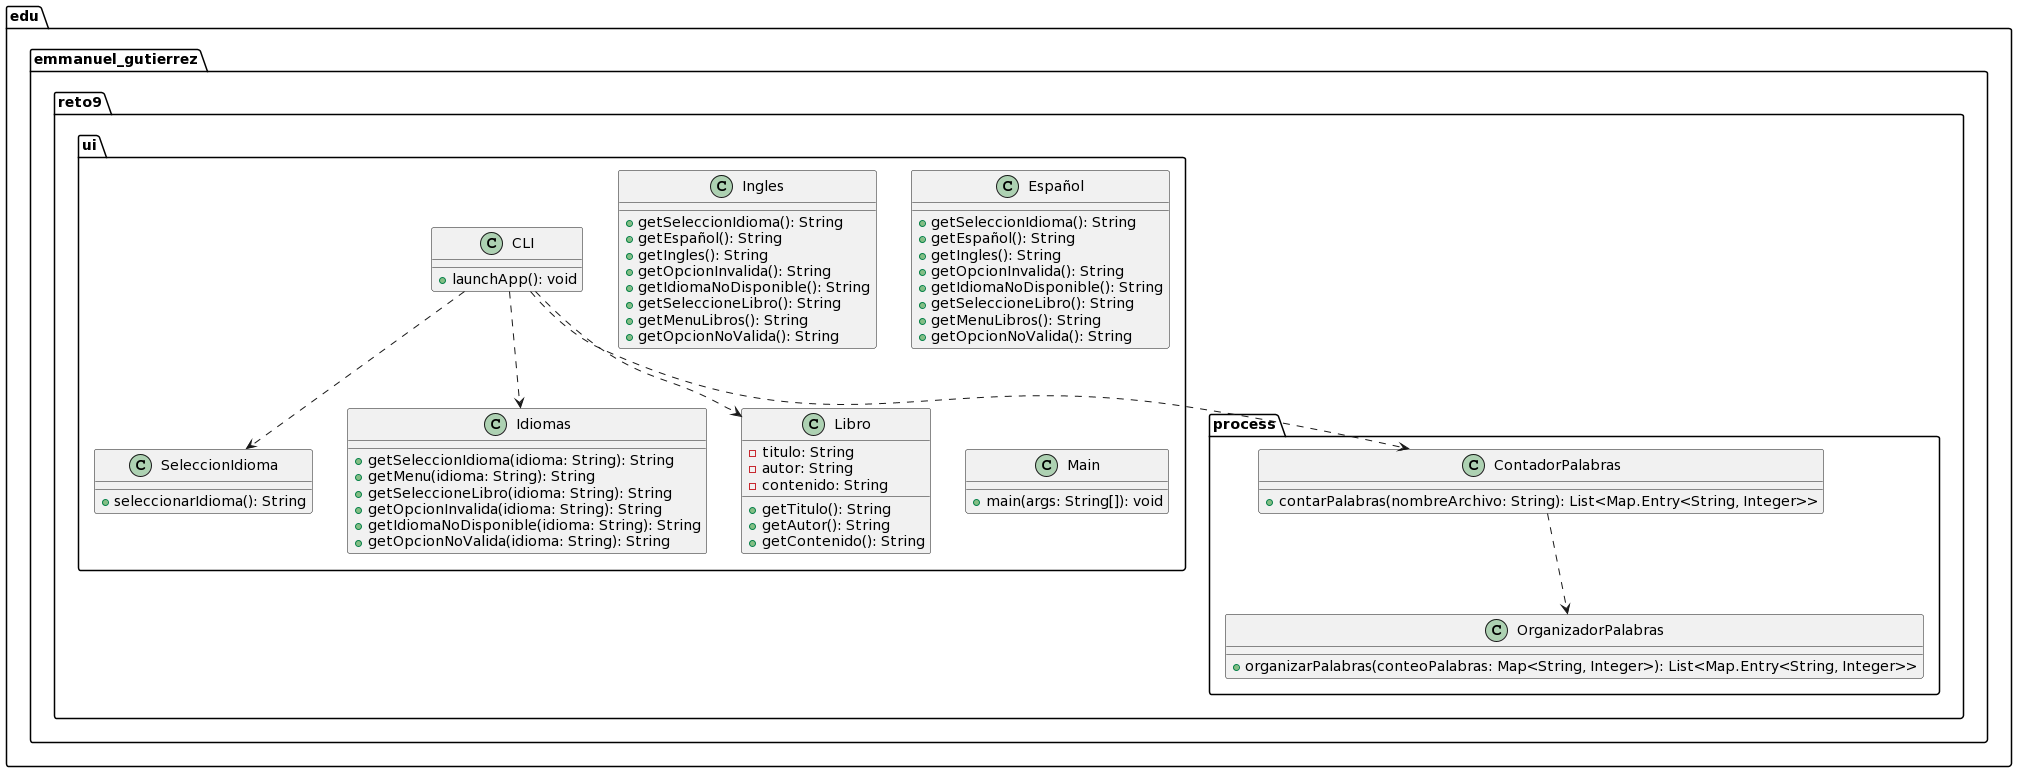 edu
emmanuel_gutierrez
reto9
ui
C CLI
launchApp(): void
C Ingles
getSeleccionIdioma(): String
getEspañol(): String
getIngles(): String
getOpcionInvalida(): String
getIdiomaNoDisponible(): String
getSeleccioneLibro(): String
getMenuLibros(): String
getOpcionNoValida(): String
C Español
getSeleccionIdioma(): String
getEspañol(): String
getIngles(): String
getOpcionInvalida(): String
getIdiomaNoDisponible(): String
getSeleccioneLibro(): String
getMenuLibros(): String
getOpcionNoValida(): String
C SeleccionIdioma
seleccionarIdioma(): String
C Idiomas
getSeleccionIdioma(idioma: String): String
getMenu(idioma: String): String
getSeleccioneLibro(idioma: String): String
getOpcionInvalida(idioma: String): String
getIdiomaNoDisponible(idioma: String): String
getOpcionNoValida(idioma: String): String
C Libro
titulo: String
autor: String
contenido: String
getTitulo(): String
getAutor(): String
getContenido(): String
C Main
main(args: String[]): void
process
C ContadorPalabras
contarPalabras(nombreArchivo: String): List<Map.Entry<String, Integer>>
C OrganizadorPalabras
organizarPalabras(conteoPalabras: Map<String, Integer>): List<Map.Entry<String, Integer>>